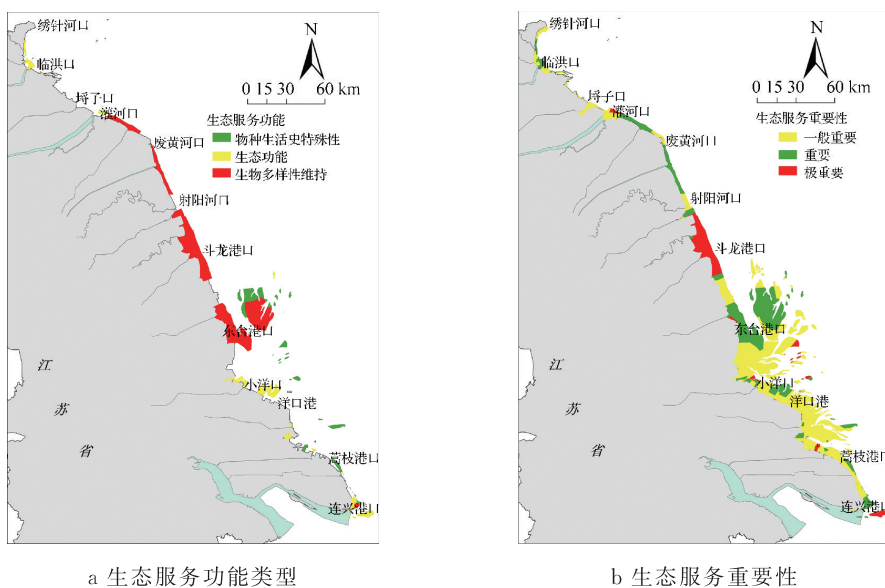 绣针河口
N
临洪口
0 15 30 60 km
埒子口
灌河口
生态服务功能
物种生活史特殊性
生态功能
生物多样性维持
废黄河口
射阳河口
斗龙港口
东台港口
小洋口
洋口港
江
苏
省
蒿枝港口
连兴港口
a 生态服务功能类型
绣针河口
N
临洪口
0 15 30 60 km
埒子口
灌河口
生态服务重要性
一般重要
重要
极重要
废黄河口
射阳河口
斗龙港口
东台港口
小洋口
洋口港
江
苏
省
蒿枝港口
连兴港口
b 生态服务重要性